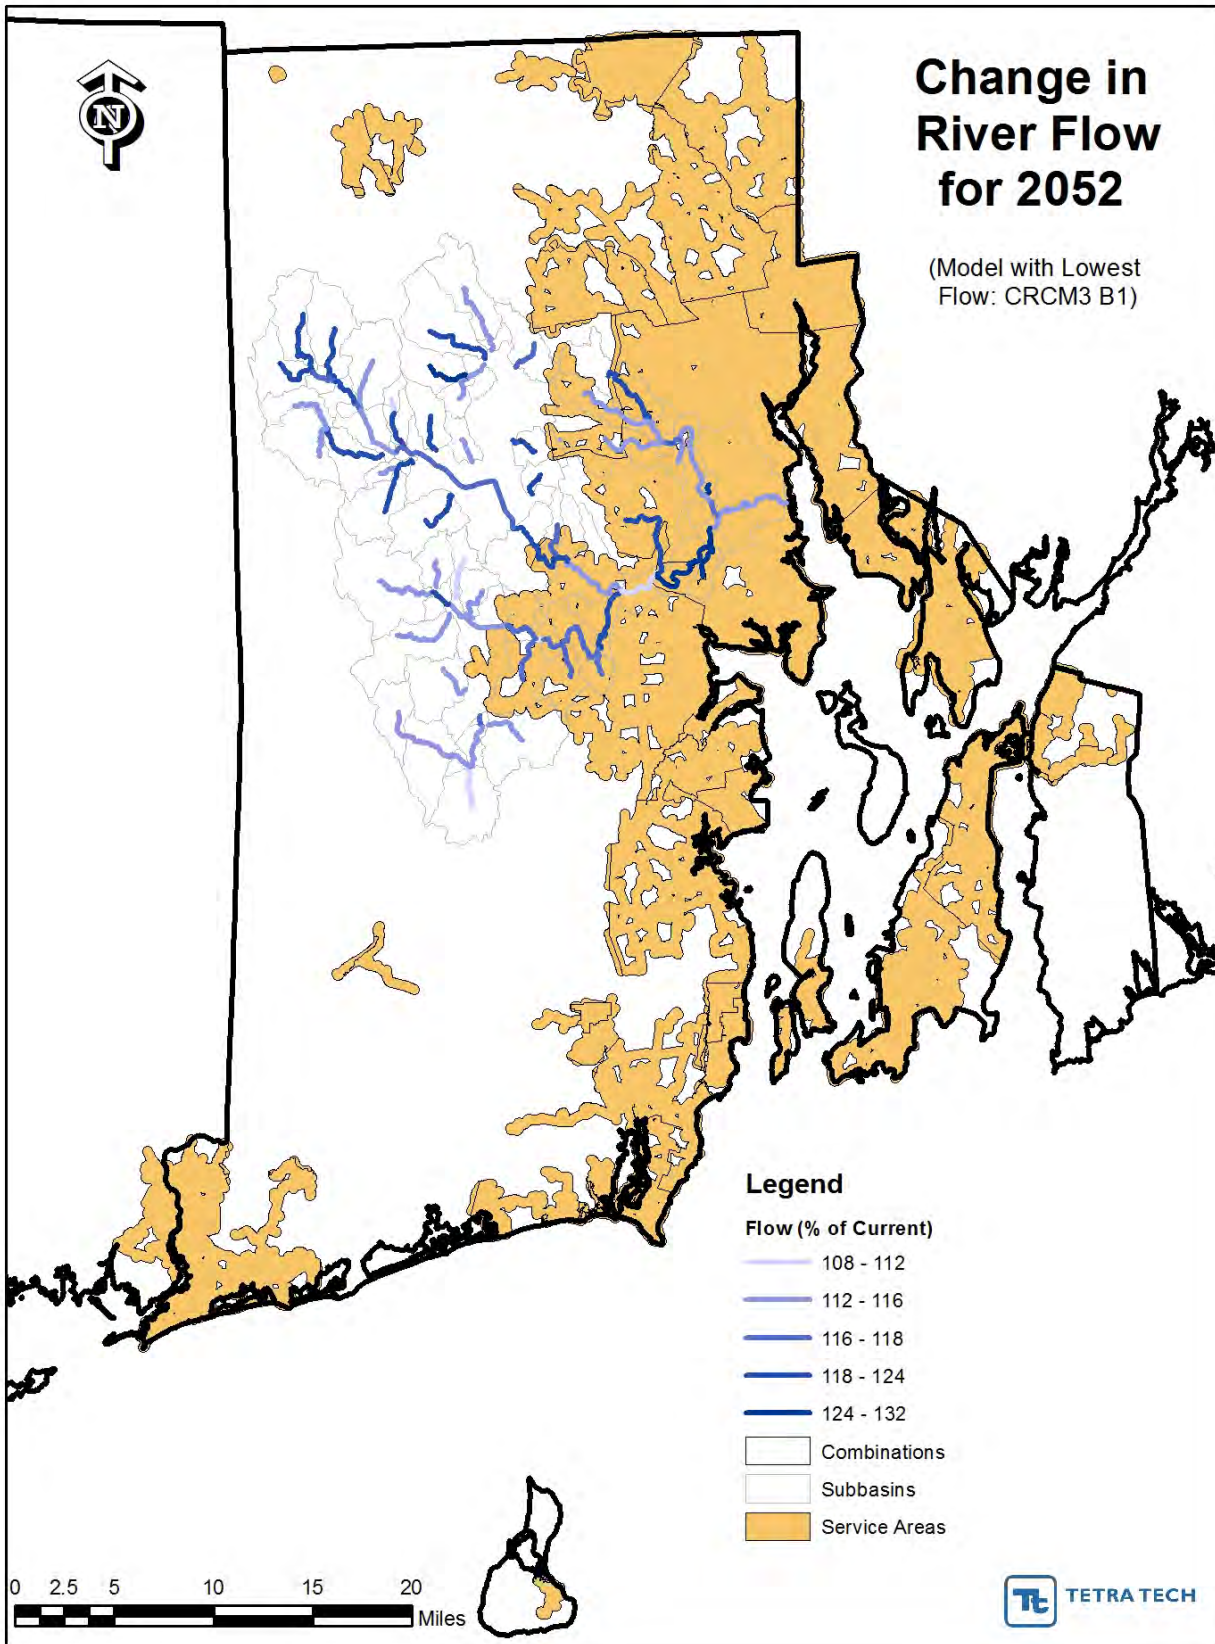 N
Change in
River Flow
for 2052
(Model with Lowest
Flow: CRCM3 B1)
Legend
Flow (% of Current)
108 - 112
112 - 116
116 - 118
118 - 124
124 - 132
Combinations
Subbasins
Service Areas
0 2.5 5 10 15 20
Miles
Tt TETRA TECH